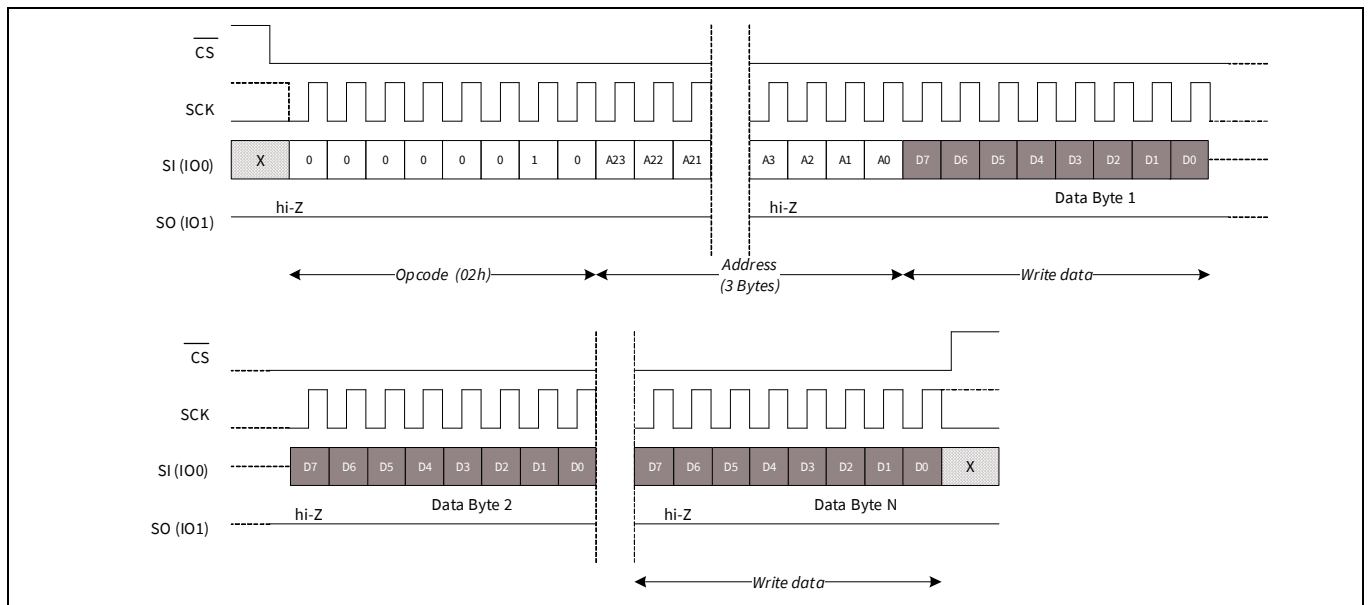 CS
SCK
SI (IO0) X 0 0 0 0 0 0 1 0 A23 A22 A21 A3 A2 A1 A0 D7 D6 D5 D4 D3 D2 D1 D0
Data Byte 1
hi-Z hi-Z
SO (IO1)
Opcode (02h) Address (3 Bytes) Write data
CS
SCK
SI (IO0) D7 D6 D5 D4 D3 D2 D1 D0 D7 D6 D5 D4 D3 D2 D1 D0 X
Data Byte 2 Data Byte N
hi-Z hi-Z
SO (IO1)
Write data